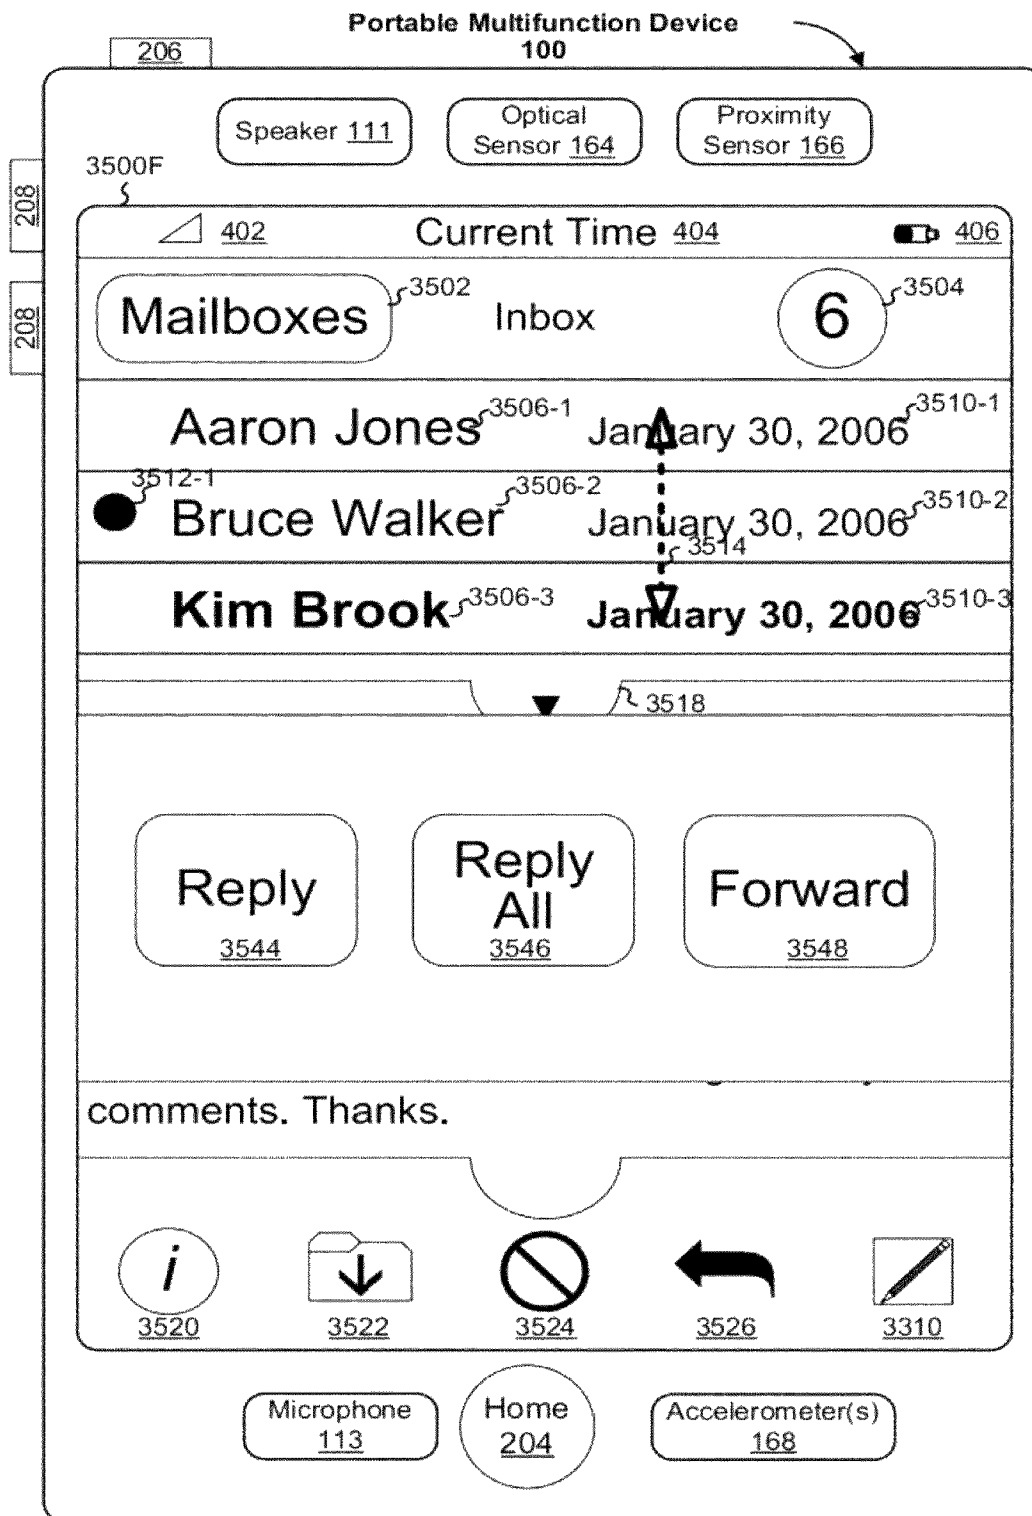 Portable Multifunction Device
100
206
Speaker 111
Optical
Sensor 164
Proximity
Sensor 166
3500F
208
208
402
Current Time 404
406
Mailboxes
3502
Inbox
6
3504
Aaron Jones
3506-1
January 30, 2006
3510-1
3512-1
Bruce Walker
3506-2
January 30, 2006
3510-2
3514
Kim Brook
3506-3
January 30, 2006
3510-3
3518
Reply
3544
Reply
All
3546
Forward
3548
comments. Thanks.
i
3520
3522
3524
3526
3310
Microphone
113
Home
204
Accelerometer(s)
168